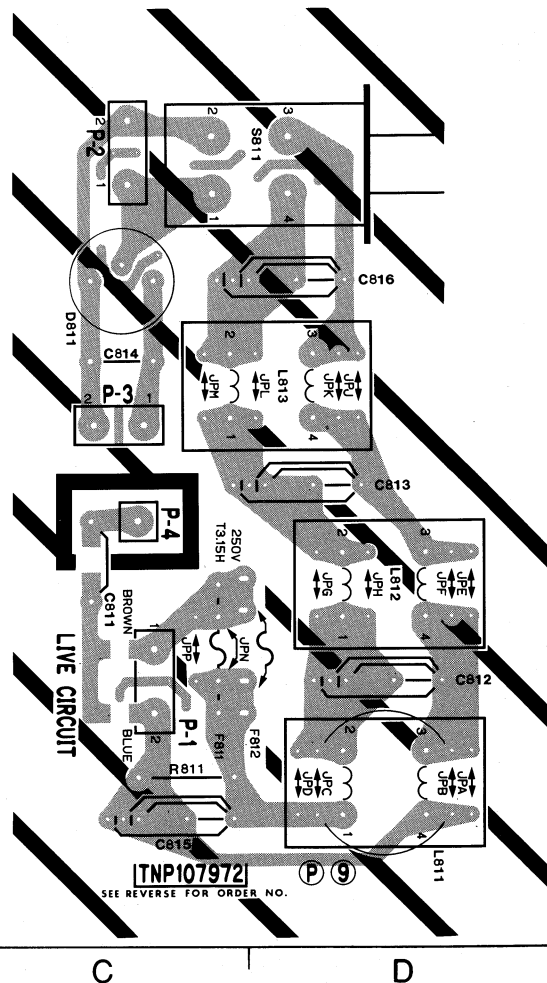 2
P-2
1
2
S811
3
1
4
C816
D811
C814
P-3
2
1
2
3
JPM
JPL
L813
JPK
JPJ
1
4
C813
P-4
C811
250V
T3.15H
2
3
JPG
JPH
L812
JPF
JPE
1
4
BROWN
1
JPP
JPN
LIVE CIRCUIT
P-1
2
BLUE
F811
F812
C812
2
3
JPD
JPC
JPB
JPA
1
4
L811
R811
C815
TNP107972
P 9
SEE REVERSE FOR ORDER NO.
C
D